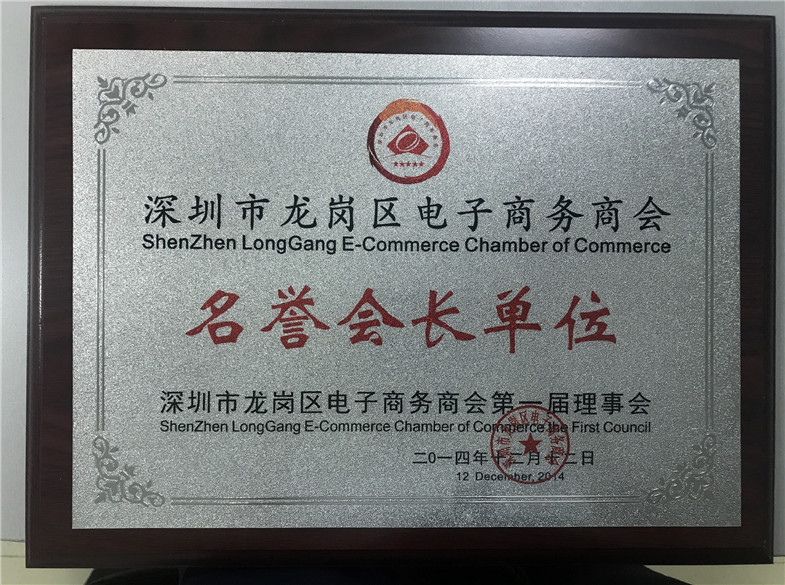 深圳市龙岗区电子商务商会
ShenZhen LongGang E-Commerce Chamber of Commerce
名誉会长单位
深圳市龙岗区电子商务商会第一届理事会
ShenZhen LongGang E-Commerce Chamber of Commerce the First Council
二0一四年十二月十二日
12 December, 2014